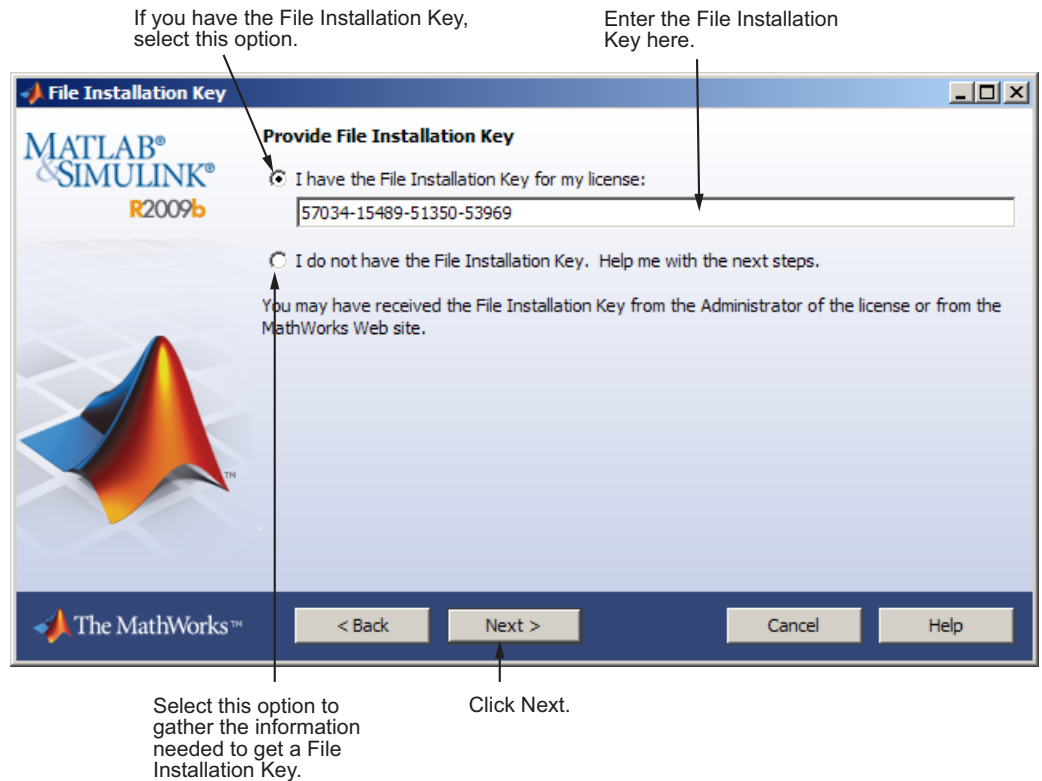 If you have the File Installation Key,
select this option.
Enter the File Installation
Key here.
File Installation Key
MATLAB®
&SIMULINK®
R2009b
Provide File Installation Key
I have the File Installation Key for my license:
57034-15489-51350-53969
I do not have the File Installation Key. Help me with the next steps.
You may have received the File Installation Key from the Administrator of the license or from the
MathWorks Web site.
TM
The MathWorks™
< Back
Next >
Cancel
Help
Select this option to
gather the information
needed to get a File
Installation Key.
Click Next.